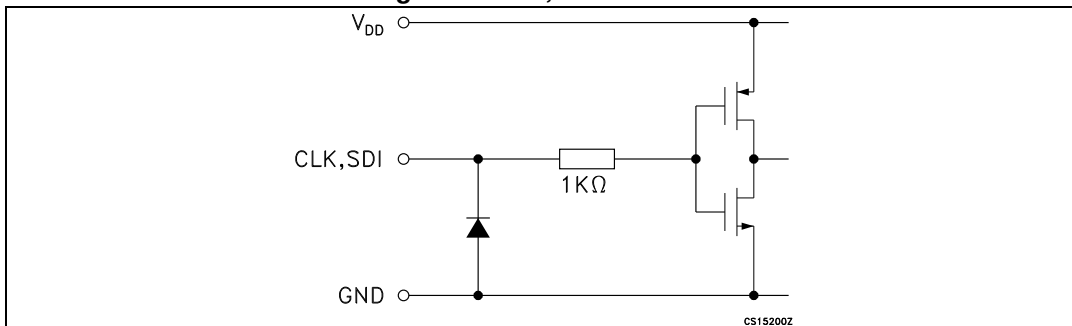 V_DD
CLK,SDI
1KΩ
GND
CS15200Z